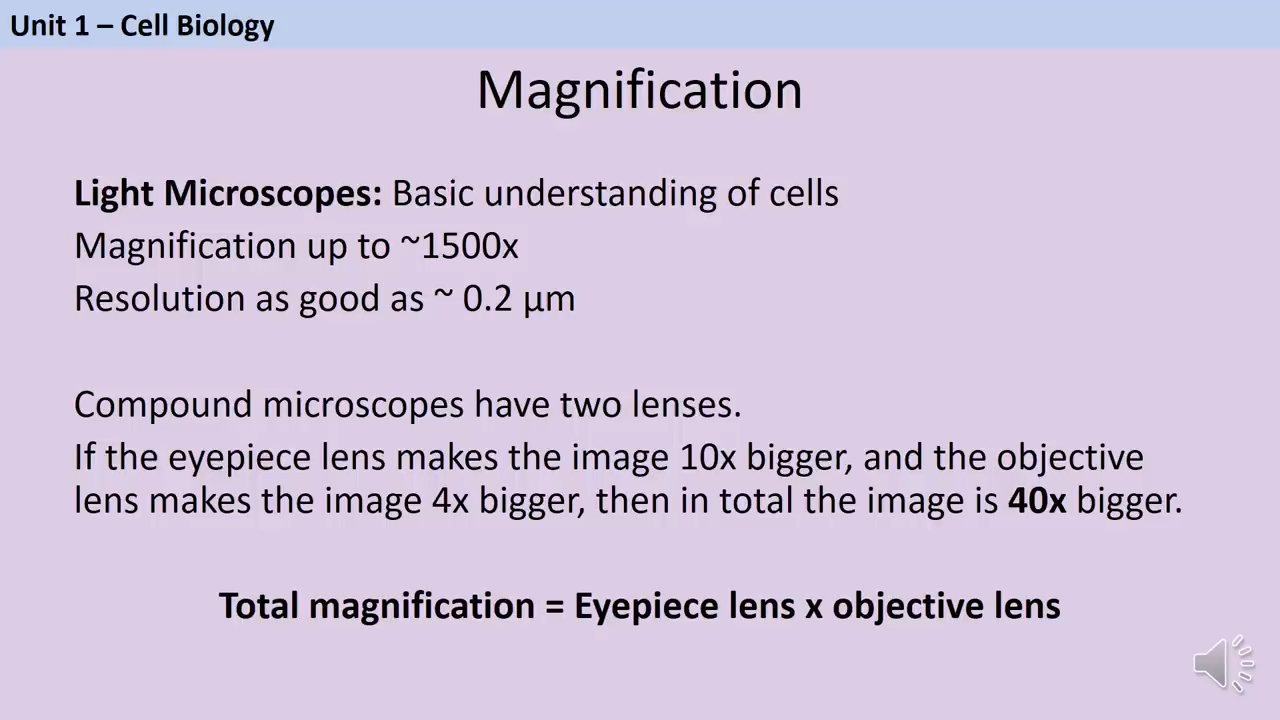 Unit 1 – Cell Biology
Magnification
Light Microscopes: Basic understanding of cells
Magnification up to ~1500x
Resolution as good as ~ 0.2 µm
Compound microscopes have two lenses.
If the eyepiece lens makes the image 10x bigger, and the objective
lens makes the image 4x bigger, then in total the image is 40x bigger.
Total magnification = Eyepiece lens x objective lens